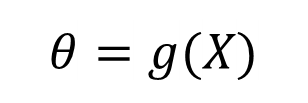 θ = g(X)